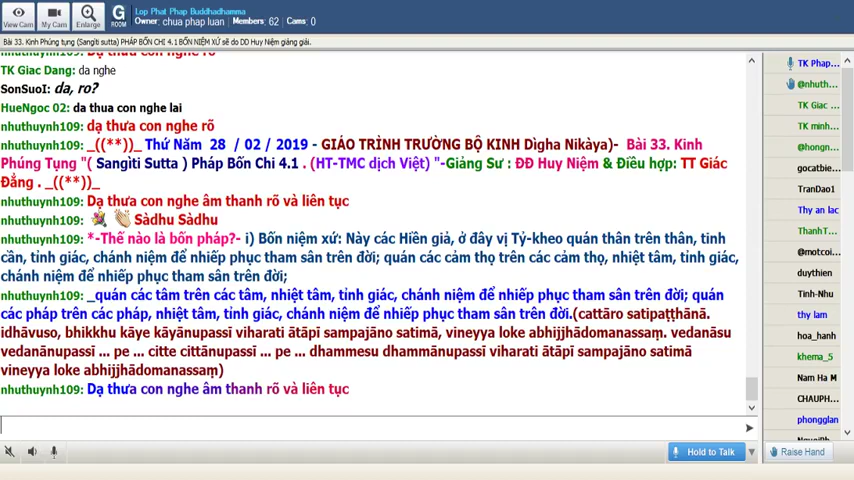 View Cam
My Cam
Enlarge
G
ROOM
Lop Phat Phap Buddhadhamma
Owner: chua phap luan Members: 62 Cams: 0
Bài 33. Kinh Phúng tụng (Sangìti sutta) PHÁP BỐN CHI 4.1 BỐN NIỆM XỨ sẽ do DD Huy Niệm giảng giải.
nhuthuynh109: Dạ thưa con nghe rõ
TK Giac Dang: da nghe
SonSuoI: da, ro?
HueNgoc 02: da thua con nghe lai
nhuthuynh109: dạ thưa con nghe rõ
nhuthuynh109: _((**))_ Thứ Năm 28 / 02 / 2019 - GIÁO TRÌNH TRƯỜNG BỘ KINH Dìgha Nikàya)- Bài 33. Kinh
Phúng Tụng "( Sangìti Sutta ) Pháp Bốn Chi 4.1 . (HT-TMC dịch Việt) "-Giảng Sư : ĐĐ Huy Niệm & Điều hợp: TT Giác
Đẳng . _((**))_
nhuthuynh109: Dạ thưa con nghe âm thanh rõ và liên tục
nhuthuynh109: Sàdhu Sàdhu
nhuthuynh109: *-Thế nào là bốn pháp?- i) Bốn niệm xứ: Này các Hiền giả, ở đây vị Tỷ-kheo quán thân trên thân, tinh
cần, tỉnh giác, chánh niệm để nhiếp phục tham sân trên đời; quán các cảm thọ trên các cảm thọ, nhiệt tâm, tỉnh giác,
chánh niệm để nhiếp phục tham sân trên đời;
nhuthuynh109: _quán các tâm trên các tâm, nhiệt tâm, tỉnh giác, chánh niệm để nhiếp phục tham sân trên đời; quán
các pháp trên các pháp, nhiệt tâm, tỉnh giác, chánh niệm để nhiếp phục tham sân trên đời.(cattāro satipaṭṭhānā.
idhāvuso, bhikkhu kāye kāyānupassī viharati ātāpī sampajāno satimā, vineyya loke abhijjhādomanassaṃ. vedanāsu
vedanānupassī ... pe ... citte cittānupassī ... pe ... dhammesu dhammānupassī viharati ātāpī sampajāno satimā
vineyya loke abhijjhādomanassaṃ)
nhuthuynh109: Dạ thưa con nghe âm thanh rõ và liên tục
Hold to Talk
TK Phap...
@nhuth...
TK Giac ...
TK minh...
@hongn...
gocatbie...
TranDao1
Thy an lac
ThanhT...
@motcoi...
duythien
Tinh-Nhu
thy lam
hoa_hanh
khema_5
Nam Ha M
CHAUPH...
phongglan
Raise Hand